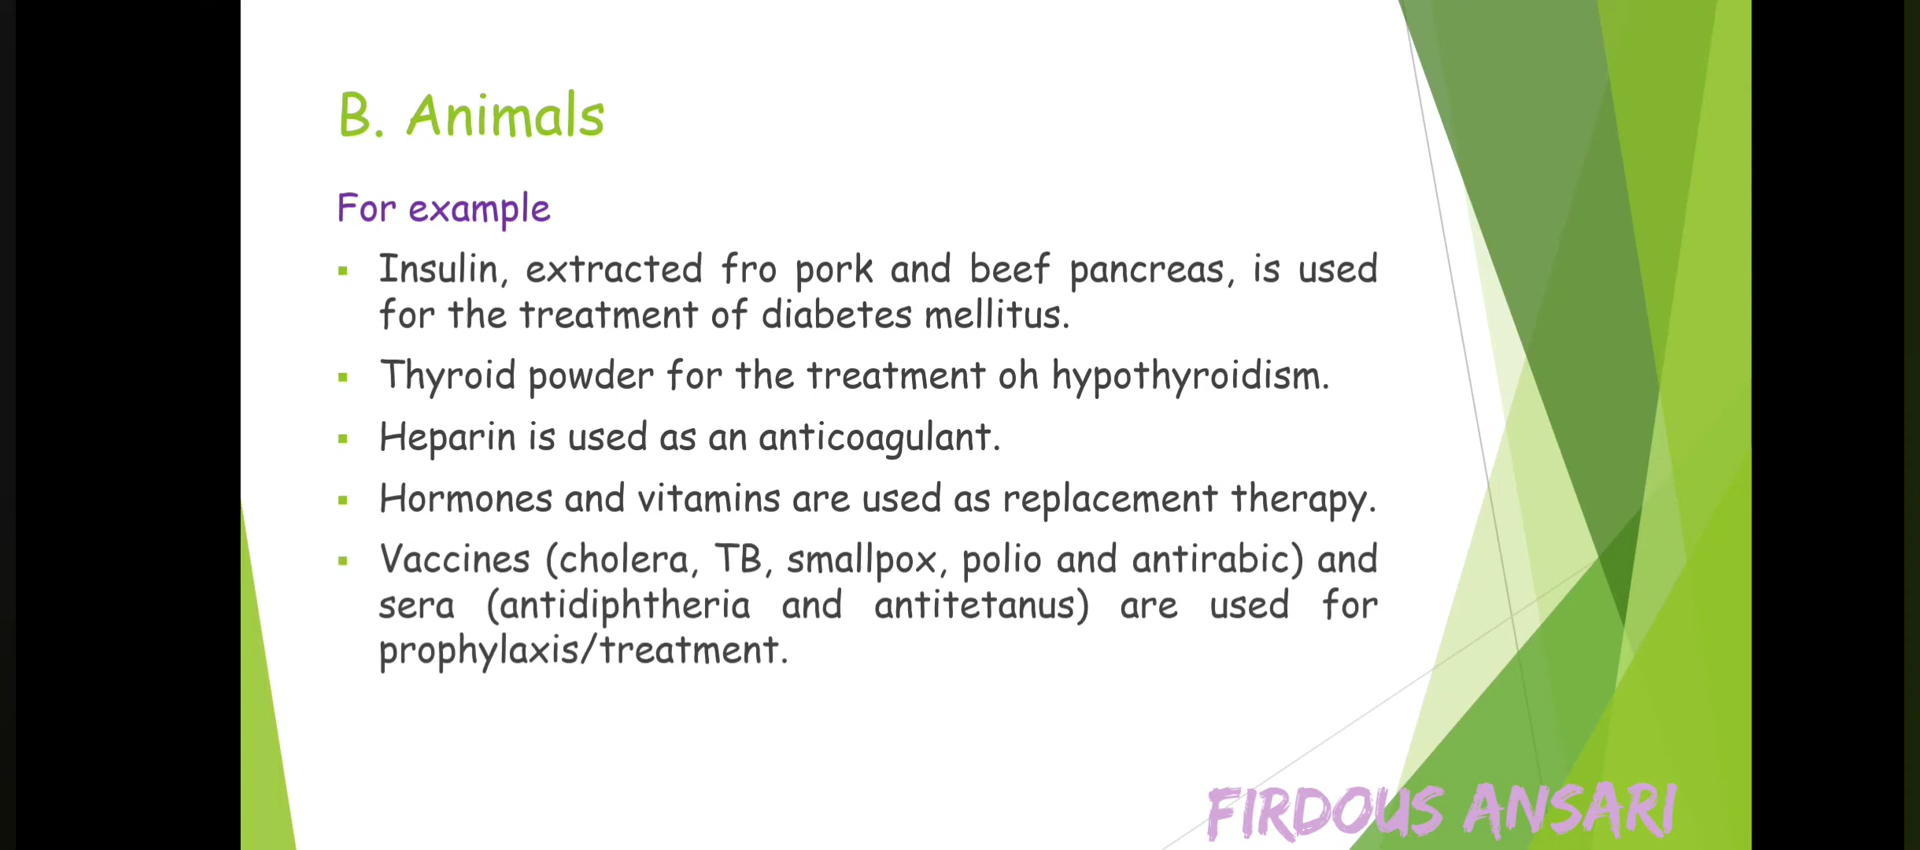 B. Animals
For example
Insulin, extracted fro pork and beef pancreas, is used
for the treatment of diabetes mellitus.
Thyroid powder for the treatment oh hypothyroidism.
Heparin is used as an anticoagulant.
Hormones and vitamins are used as replacement therapy.
Vaccines (cholera, TB, smallpox, polio and antirabic) and
sera (antidiphtheria and antitetanus) are used for
prophylaxis/treatment.
FIRDOUS ANSARI